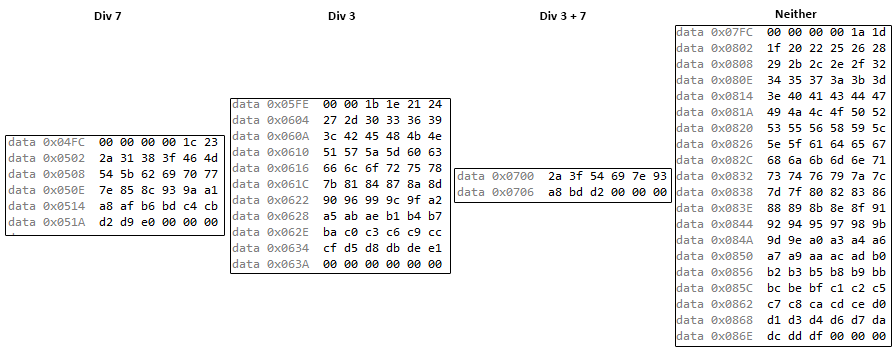 Div 7
data 0x04FC 00 00 00 00 1c 23
data 0x0502 2a 31 38 3f 46 4d
data 0x0508 54 5b 62 69 70 77
data 0x050E 7e 85 8c 93 9a a1
data 0x0514 a8 af b6 bd c4 cb
data 0x051A d2 d9 e0 00 00 00
Div 3
data 0x05FE 00 00 1b 1e 21 24
data 0x0604 27 2d 30 33 36 39
data 0x060A 3c 42 45 48 4b 4e
data 0x0610 51 57 5a 5d 60 63
data 0x0616 66 6c 6f 72 75 78
data 0x061C 7b 81 84 87 8a 8d
data 0x0622 90 96 99 9c 9f a2
data 0x0628 a5 ab ae b1 b4 b7
data 0x062E ba c0 c3 c6 c9 cc
data 0x0634 cf d5 d8 db de e1
data 0x063A 00 00 00 00 00 00
Div 3 + 7
data 0x0700 2a 3f 54 69 7e 93
data 0x0706 a8 bd d2 00 00 00
Neither
data 0x07FC 00 00 00 00 1a 1d
data 0x0802 1f 20 22 25 26 28
data 0x0808 29 2b 2c 2e 2f 32
data 0x080E 34 35 37 3a 3b 3d
data 0x0814 3e 40 41 43 44 47
data 0x081A 49 4a 4c 4f 50 52
data 0x0820 53 55 56 58 59 5c
data 0x0826 5e 5f 61 64 65 67
data 0x082C 68 6a 6b 6d 6e 71
data 0x0832 73 74 76 79 7a 7c
data 0x0838 7d 7f 80 82 83 86
data 0x083E 88 89 8b 8e 8f 91
data 0x0844 92 94 95 97 98 9b
data 0x084A 9d 9e a0 a3 a4 a6
data 0x0850 a7 a9 aa ac ad b0
data 0x0856 b2 b3 b5 b8 b9 bb
data 0x085C bc be bf c1 c2 c5
data 0x0862 c7 c8 ca cd ce d0
data 0x0868 d1 d3 d4 d6 d7 da
data 0x086E dc dd df 00 00 00